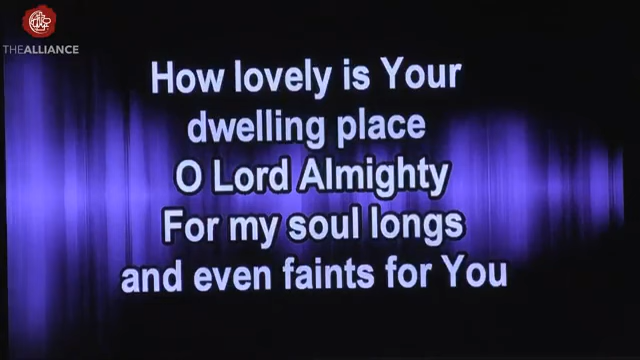 THEALLIANCE
How lovely is Your
dwelling place
O Lord Almighty
For my soul longs
and even faints for You